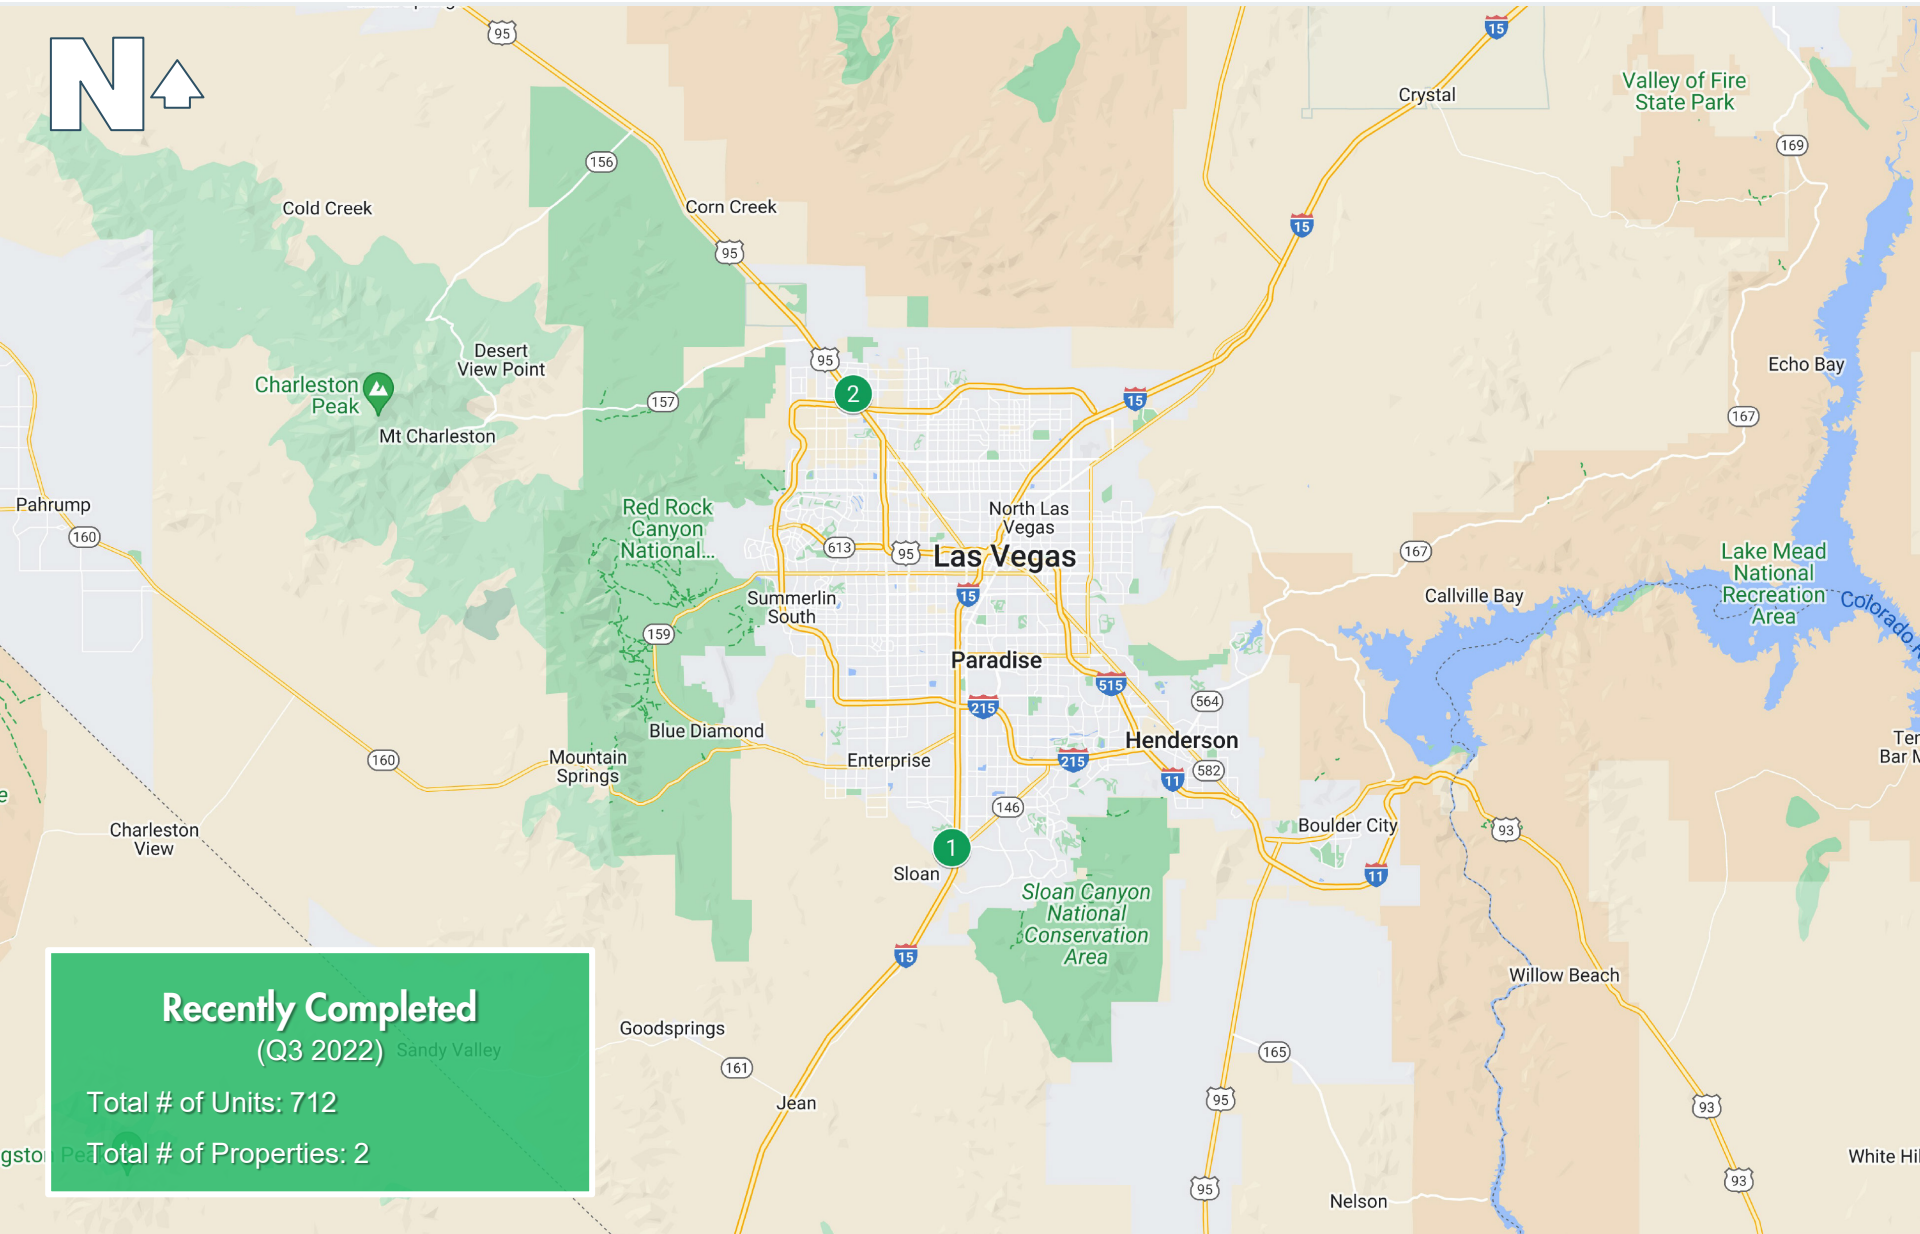 N
95
15
Crystal
Valley of Fire
State Park
169
156
Cold Creek
Corn Creek
15
95
Desert
View Point
95
Echo Bay
Charleston
Peak
2
157
15
167
Mt Charleston
Pahrump
160
Red Rock
Canyon
National...
North Las
Vegas
613
95
Las Vegas
167
Lake Mead
National
Recreation
Area
Colorado
Callville Bay
15
Summerlin
South
159
Paradise
515
564
215
Blue Diamond
Henderson
Mountain
Springs
160
Enterprise
215
11
582
Bar
146
Charleston
View
Boulder City
93
1
Sloan
11
Sloan Canyon
National
Conservation
Area
15
Willow Beach
Recently Completed
(Q3 2022)
Sandy Valley
Total # of Units: 712
Total # of Properties: 2
Goodsprings
161
Jean
165
95
93
White
95
93
Nelson